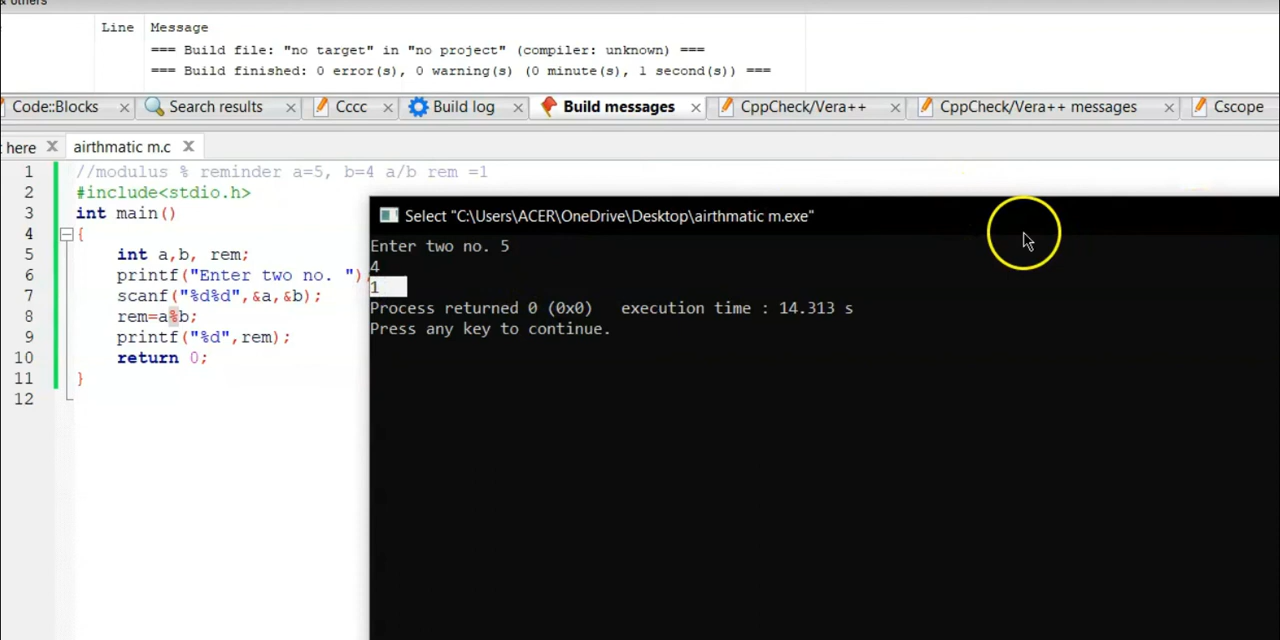 & others
Line Message
=== Build file: "no target" in "no project" (compiler: unknown) ===
=== Build finished: 0 error(s), 0 warning(s) (0 minute(s), 1 second(s)) ===
Code::Blocks Search results Cccc Build log Build messages CppCheck/Vera++ CppCheck/Vera++ messages Cscope
t here airthmatic m.c
1 //modulus % reminder a=5, b=4 a/b rem =1
2 #include<stdio.h>
3 int main()
4 {
5 int a,b, rem;
6 printf("Enter two no. ")
7 scanf("%d%d",&a,&b);
8 rem=a%b;
9 printf("%d",rem);
10 return 0;
11 }
12
Select "C:\Users\ACER\OneDrive\Desktop\airthmatic m.exe"
Enter two no. 5
4
1
Process returned 0 (0x0) execution time : 14.313 s
Press any key to continue.